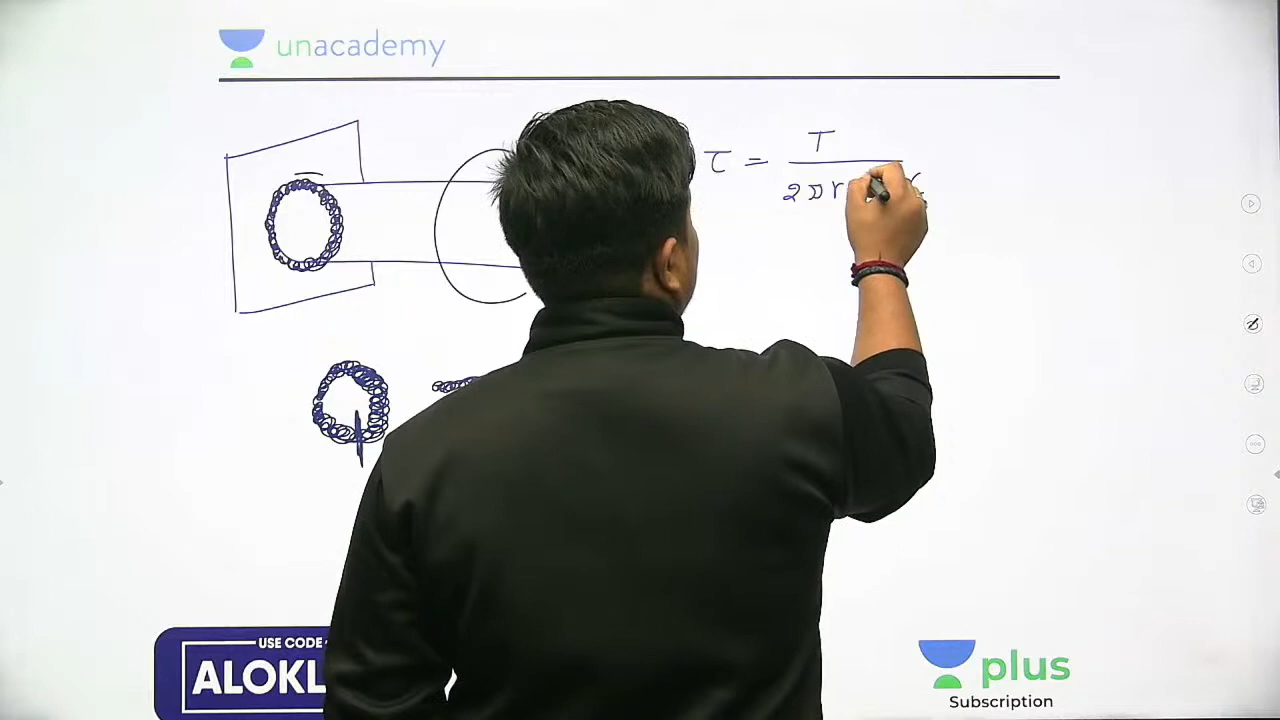 unacademy
τ = T
2πr
USE CODE
ALOKL
plus
Subscription